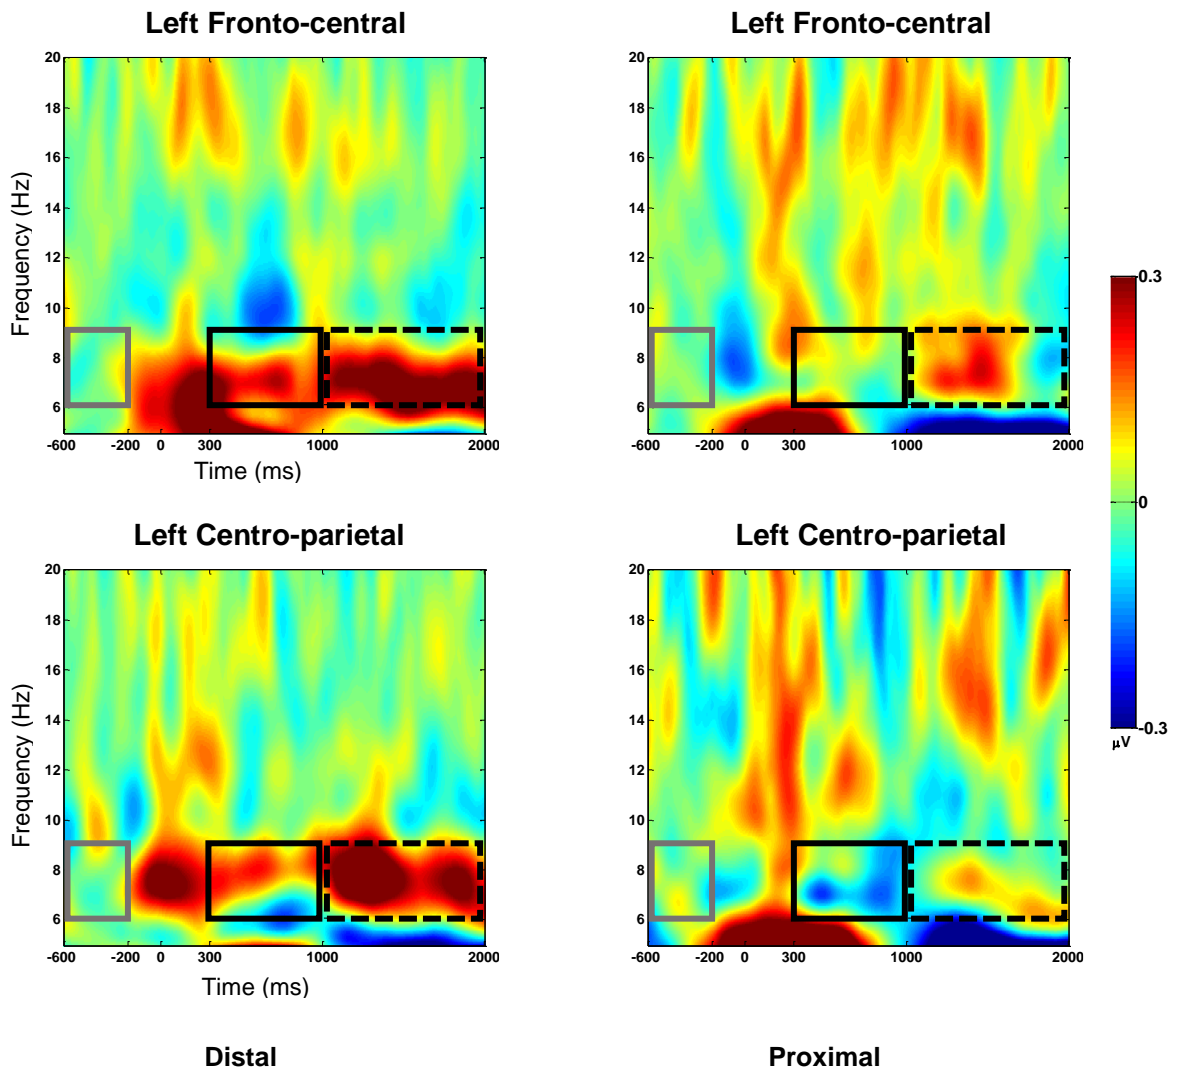 Left Fronto-central
Left Fronto-central
20
18
16
14
12
10
8
6
Frequency (Hz)
-600 -200 0 300 1000 2000
Time (ms)
20
18
16
14
12
10
8
6
-600 -200 0 300 1000 2000
0.3
0
-0.3
µV
Left Centro-parietal
Left Centro-parietal
20
18
16
14
12
10
8
6
Frequency (Hz)
-600 -200 0 300 1000 2000
Time (ms)
20
18
16
14
12
10
8
6
-600 -200 0 300 1000 2000
Distal
Proximal